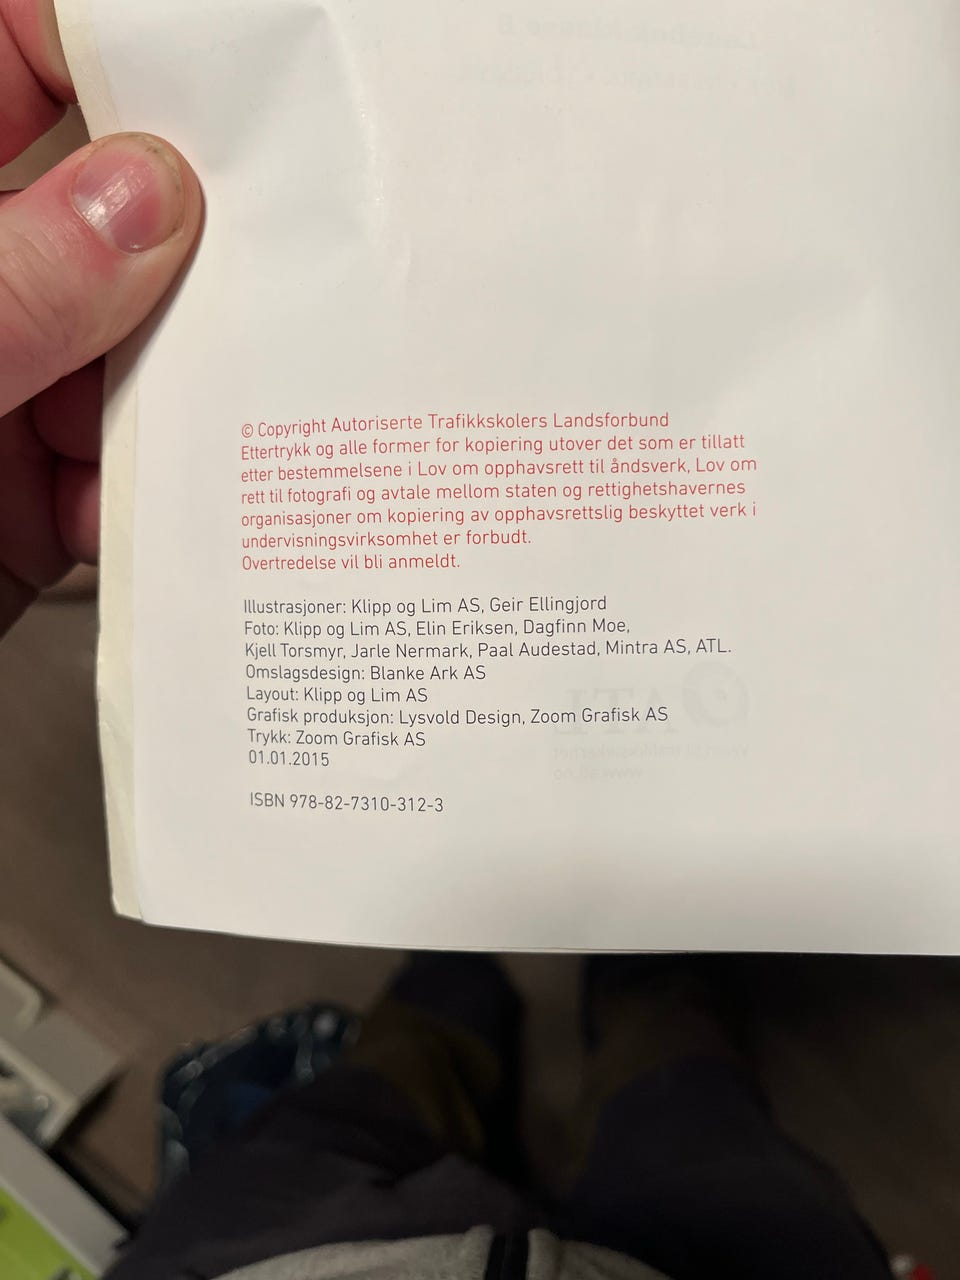 © Copyright Autoriserte Trafikkskolers Landsforbund
Ettertrykk og alle former for kopiering utover det som er tillatt
etter bestemmelsene i Lov om opphavsrett til åndsverk, Lov om
rett til fotografi og avtale mellom staten og rettighetshavernes
organisasjoner om kopiering av opphavsrettslig beskyttet verk i
undervisningsvirksomhet er forbudt.
Overtredelse vil bli anmeldt.
Illustrasjoner: Klipp og Lim AS, Geir Ellingjord
Foto: Klipp og Lim AS, Elin Eriksen, Dagfinn Moe,
Kjell Torsmyr, Jarle Nermark, Paal Audestad, Mintra AS, ATL.
Omslagsdesign: Blanke Ark AS
Layout: Klipp og Lim AS
Grafisk produksjon: Lysvold Design, Zoom Grafisk AS
Trykk: Zoom Grafisk AS
01.01.2015
ISBN 978-82-7310-312-3